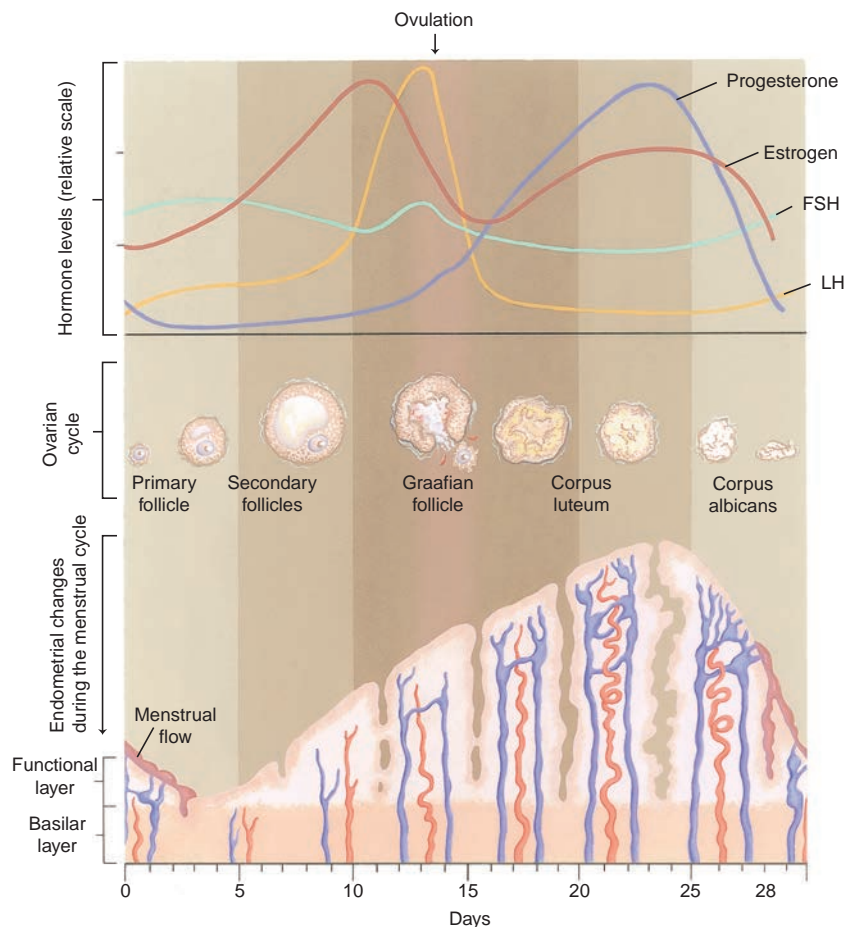 Ovulation
Hormone levels (relative scale)
Progesterone
Estrogen
FSH
LH
Ovarian
cycle
Primary
follicle
Secondary
follicles
Graafian
follicle
Corpus
luteum
Corpus
albicans
Endometrial changes
during the menstrual cycle
Menstrual
flow
Functional
layer
Basilar
layer
0 5 10 15 20 25 28
Days